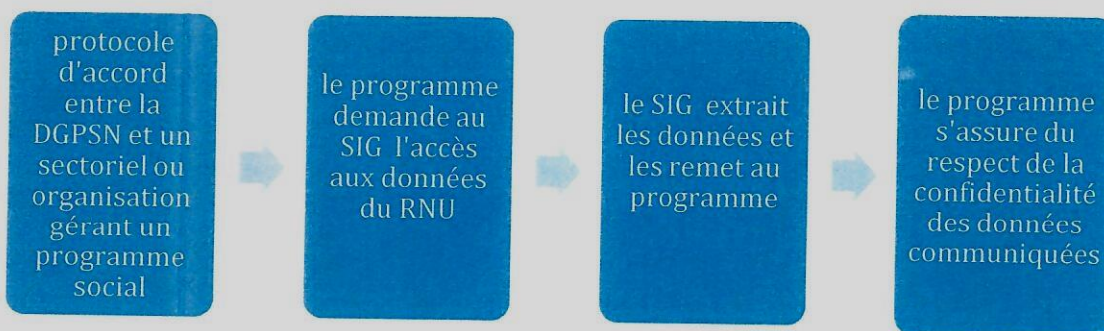 protocole
d'accord
entre la
DGPSN et un
sectoriel ou
organisation
gérant un
programme
social
le programme
demande au
SIG l'accès
aux données
du RNU
le SIG extrait
les données et
les remet au
programme
le programme
s'assure du
respect de la
confidentialité
des données
communiquées